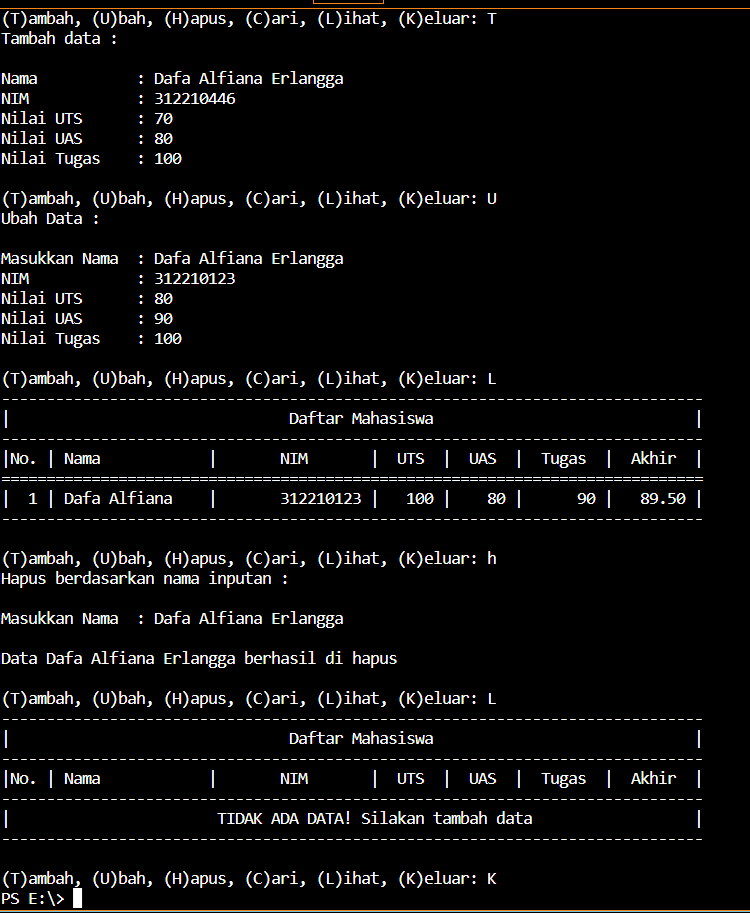 (T)ambah, (U)bah, (H)apus, (C)ari, (L)ihat, (K)eluar: T
Tambah data :
Nama           : Dafa Alfiana Erlangga
NIM            : 312210446
Nilai UTS      : 70
Nilai UAS      : 80
Nilai Tugas    : 100
(T)ambah, (U)bah, (H)apus, (C)ari, (L)ihat, (K)eluar: U
Ubah Data :
Masukkan Nama  : Dafa Alfiana Erlangga
NIM            : 312210123
Nilai UTS      : 80
Nilai UAS      : 90
Nilai Tugas    : 100
(T)ambah, (U)bah, (H)apus, (C)ari, (L)ihat, (K)eluar: L
------------------------------------------------------------------------------
|                               Daftar Mahasiswa                             |
------------------------------------------------------------------------------
|No. | Nama            |       NIM       |  UTS  |  UAS  |  Tugas  |  Akhir  |
==============================================================================
|  1 | Dafa Alfiana    |       312210123 |   100 |    80 |      90 |   89.50 |
------------------------------------------------------------------------------
(T)ambah, (U)bah, (H)apus, (C)ari, (L)ihat, (K)eluar: h
Hapus berdasarkan nama inputan :
Masukkan Nama  : Dafa Alfiana Erlangga
Data Dafa Alfiana Erlangga berhasil di hapus
(T)ambah, (U)bah, (H)apus, (C)ari, (L)ihat, (K)eluar: L
------------------------------------------------------------------------------
|                               Daftar Mahasiswa                             |
------------------------------------------------------------------------------
|No. | Nama            |       NIM       |  UTS  |  UAS  |  Tugas  |  Akhir  |
------------------------------------------------------------------------------
|                       TIDAK ADA DATA! Silakan tambah data                  |
------------------------------------------------------------------------------
(T)ambah, (U)bah, (H)apus, (C)ari, (L)ihat, (K)eluar: K
PS E:\>